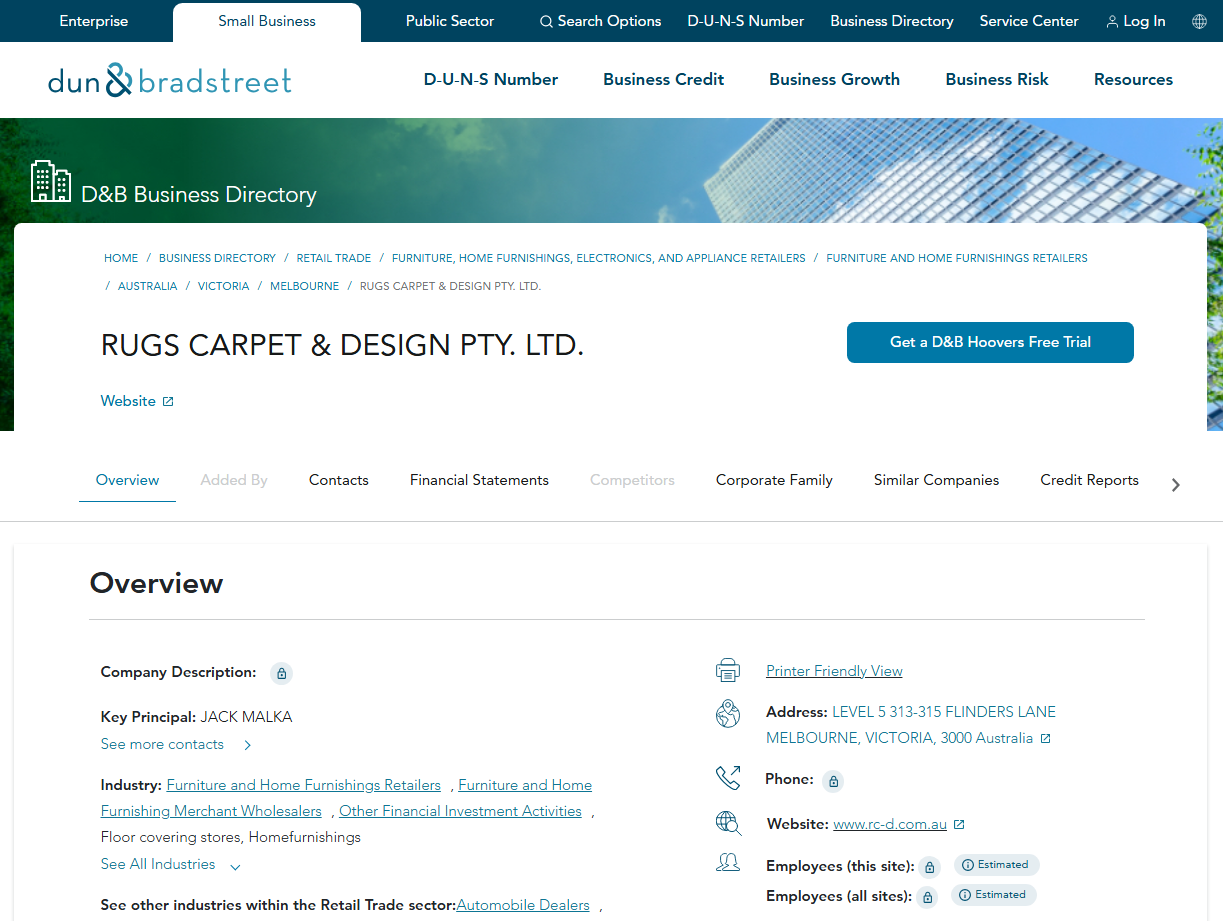 Enterprise Small Business Public Sector Search Options D-U-N-S Number Business Directory Service Center Log In
dun & bradstreet D-U-N-S Number Business Credit Business Growth Business Risk Resources
D&B Business Directory
HOME / BUSINESS DIRECTORY / RETAIL TRADE / FURNITURE, HOME FURNISHINGS, ELECTRONICS, AND APPLIANCE RETAILERS / FURNITURE AND HOME FURNISHINGS RETAILERS
/ AUSTRALIA / VICTORIA / MELBOURNE / RUGS CARPET & DESIGN PTY. LTD.
RUGS CARPET & DESIGN PTY. LTD.
Get a D&B Hoovers Free Trial
Website
Overview Added By Contacts Financial Statements Competitors Corporate Family Similar Companies Credit Reports
Overview
Company Description:
Key Principal: JACK MALKA
See more contacts
Industry: Furniture and Home Furnishings Retailers , Furniture and Home
Furnishing Merchant Wholesalers , Other Financial Investment Activities ,
Floor covering stores, Homefurnishings
See All Industries
See other industries within the Retail Trade sector:Automobile Dealers ,
Printer Friendly View
Address: LEVEL 5 313-315 FLINDERS LANE
MELBOURNE, VICTORIA, 3000 Australia
Phone:
Website: www.rc-d.com.au
Employees (this site): Estimated
Employees (all sites): Estimated